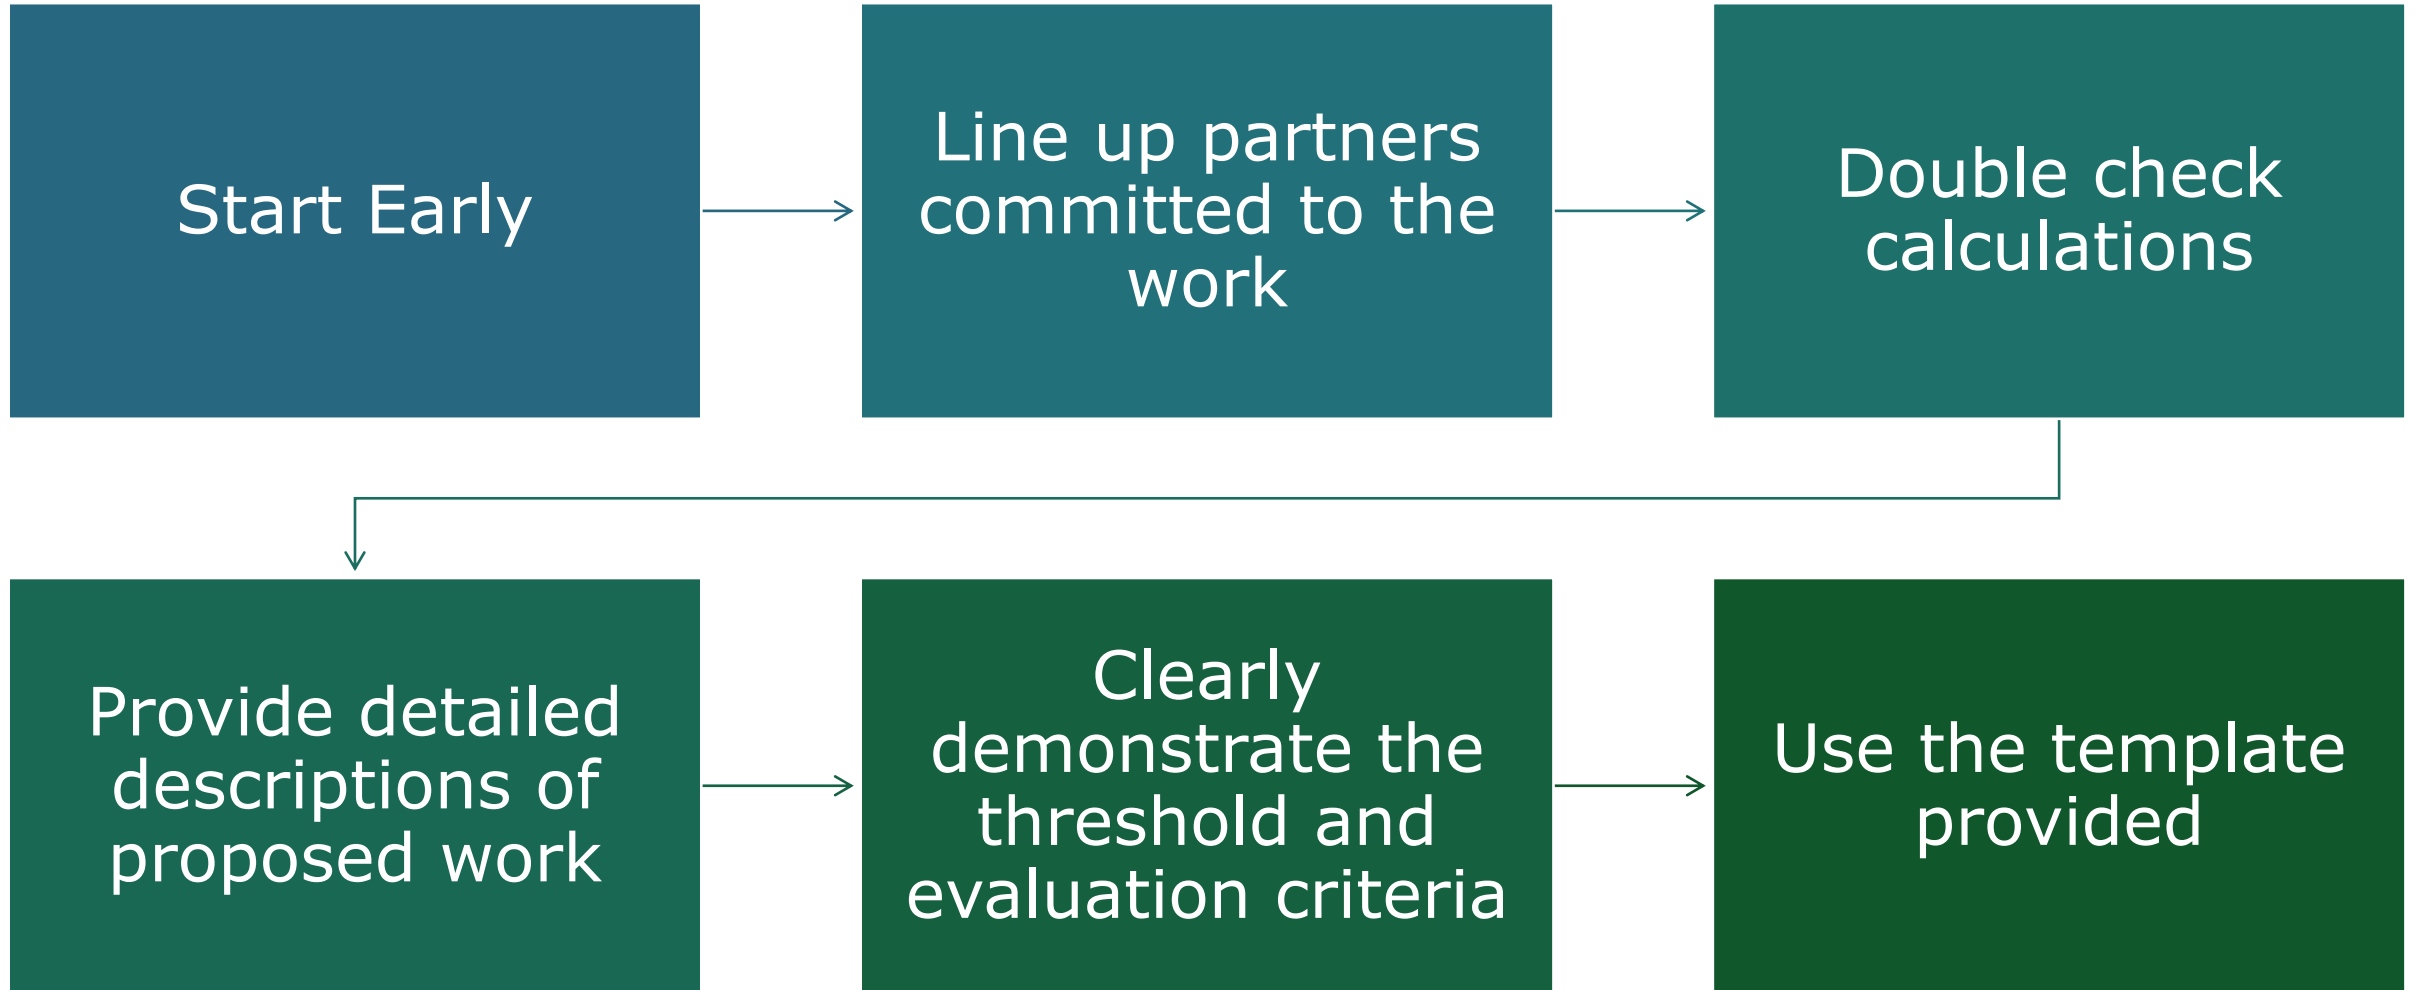 Start Early
Line up partners
committed to the
work
Double check
calculations
Provide detailed
descriptions of
proposed work
Clearly
demonstrate the
threshold and
evaluation criteria
Use the template
provided